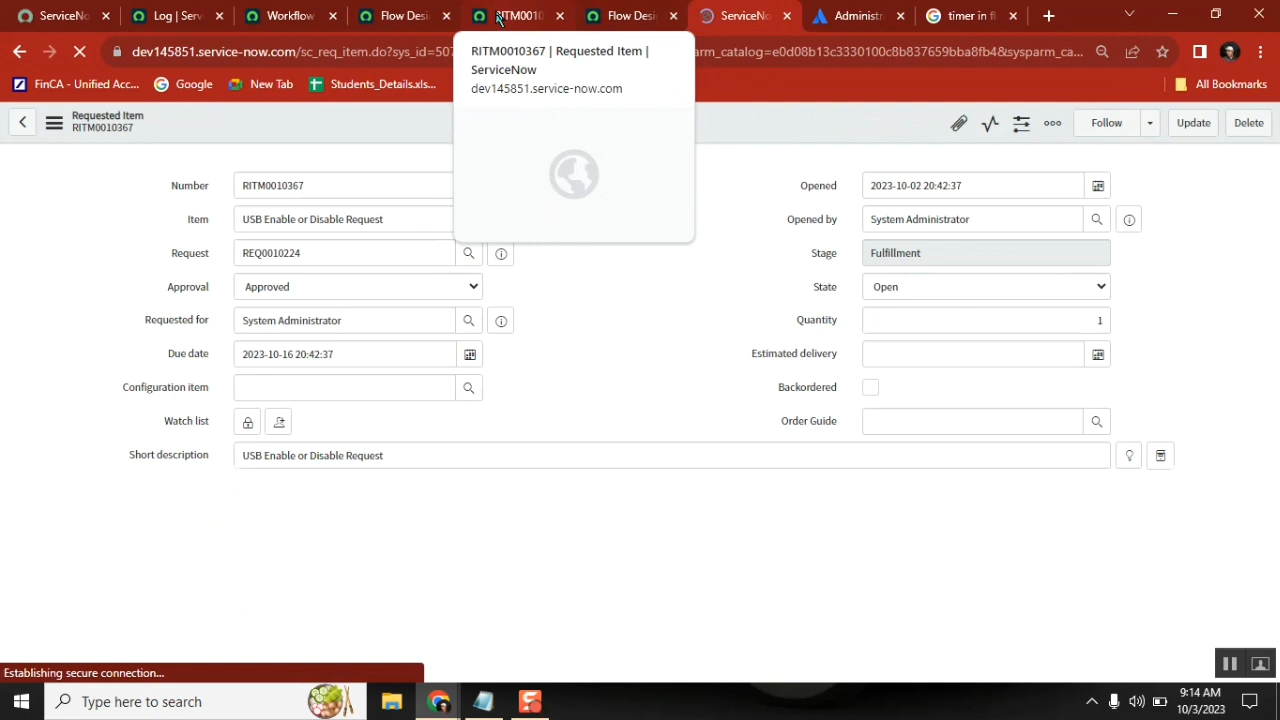 ServiceNo
Log | Serv
Workflow
Flow Desi
RITM0010
Flow Desi
ServiceNo
Administr
timer in fl
dev145851.service-now.com/sc_req_item.do?sys_id=507
arm_catalog=e0d08b13c3330100c8b837659bba8fb4&sysparm_ca...
RITM0010367 | Requested Item |
ServiceNow
dev145851.service-now.com
FinCA - Unified Acc...
Google
New Tab
Students_Details.xls...
All Bookmarks
Requested Item
RITM0010367
Follow
Update
Delete
Number RITM0010367
Opened 2023-10-02 20:42:37
Item USB Enable or Disable Request
Opened by System Administrator
Request REQ0010224
Stage Fulfillment
Approval Approved
State Open
Requested for System Administrator
Quantity 1
Due date 2023-10-16 20:42:37
Estimated delivery
Configuration item
Backordered
Watch list
Order Guide
Short description USB Enable or Disable Request
Establishing secure connection...
Type here to search
9:14 AM
10/3/2023